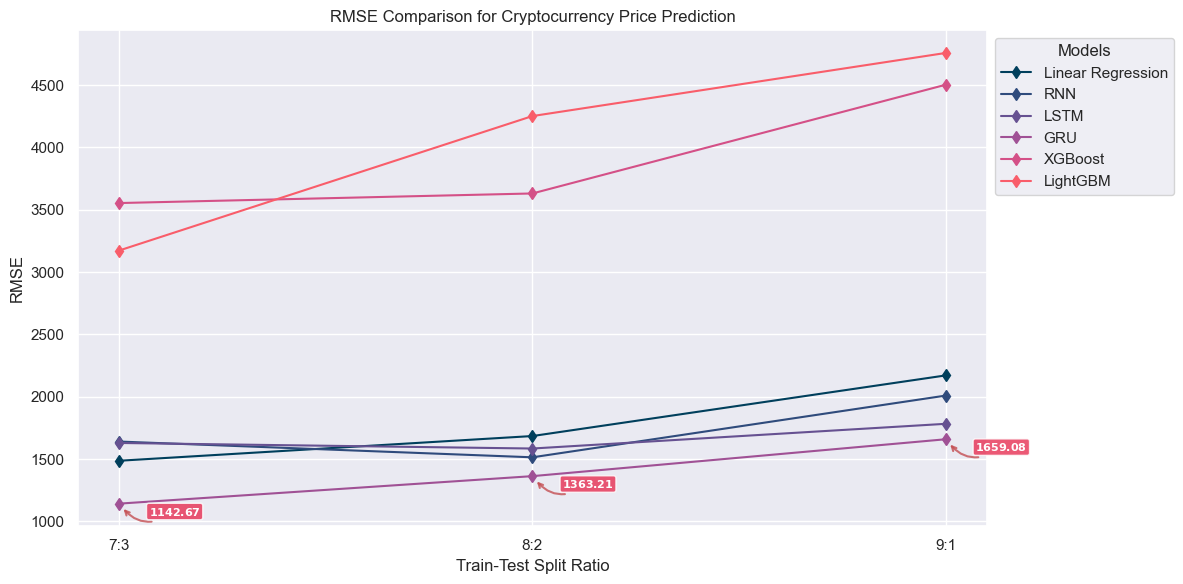 RMSE Comparison for Cryptocurrency Price Prediction
Models
Linear Regression
RNN
LSTM
GRU
XGBoost
LightGBM
RMSE
4500
4000
3500
3000
2500
2000
1500
1000
1142.67
1363.21
1659.08
7:3
8:2
9:1
Train-Test Split Ratio